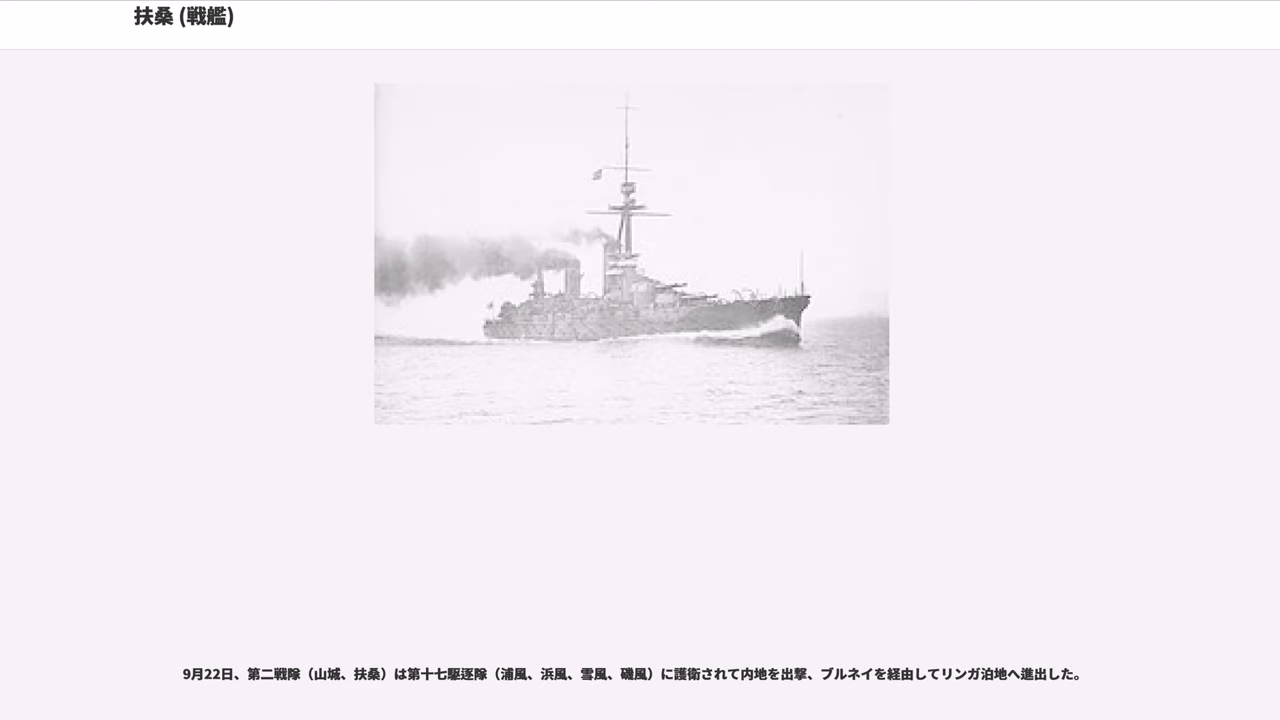 扶桑 (戦艦)
9月22日、第二戦隊（山城、扶桑）は第十七駆逐隊（浦風、浜風、雪風、磯風）に護衛されて内地を出撃、ブルネイを経由してリンガ泊地へ進出した。